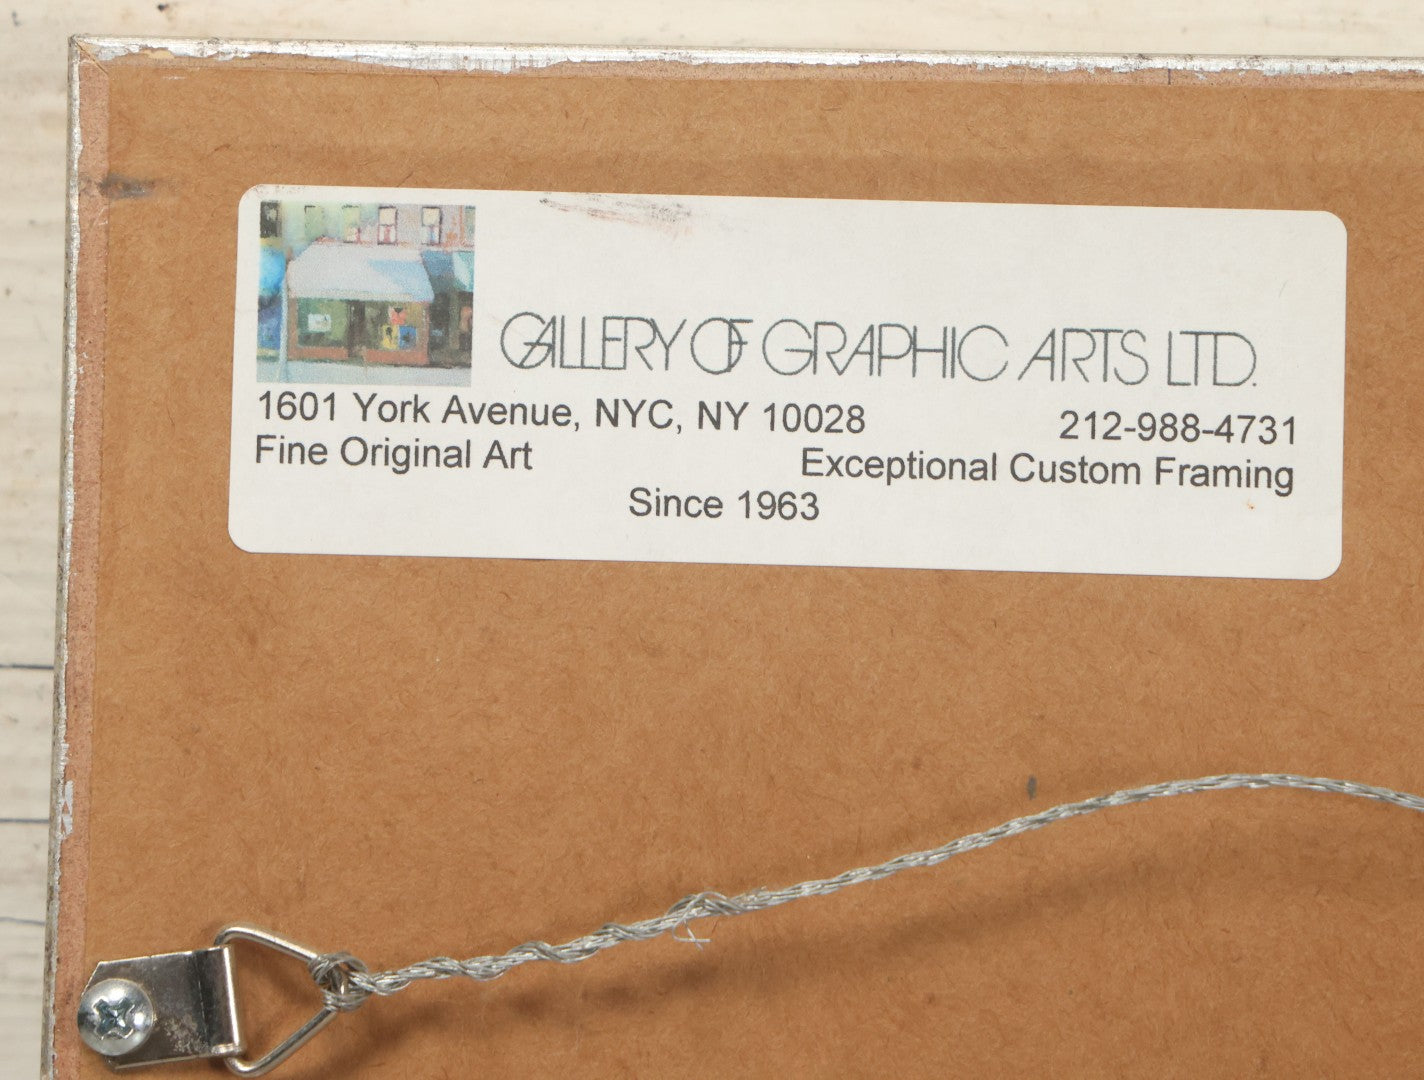 GALLERY OF GRAPHIC ARTS LTD.
1601 York Avenue, NYC, NY 10028 212-988-4731
Fine Original Art Exceptional Custom Framing
Since 1963